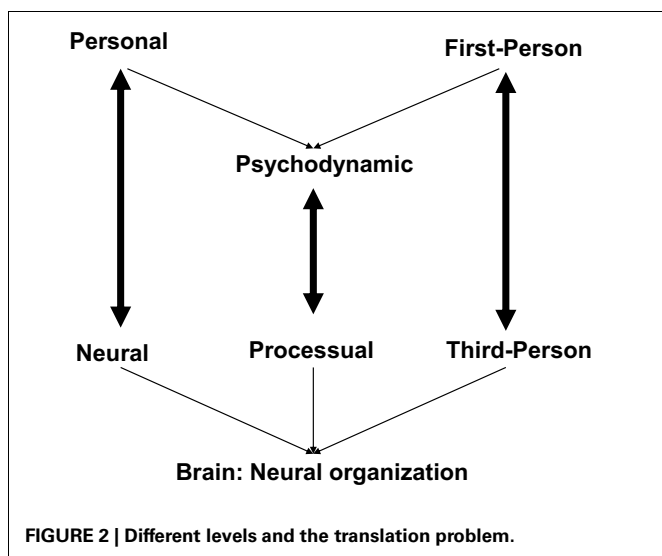 Personal
First-Person
Psychodynamic
Neural
Processual
Third-Person
Brain: Neural organization
FIGURE 2 | Different levels and the translation problem.